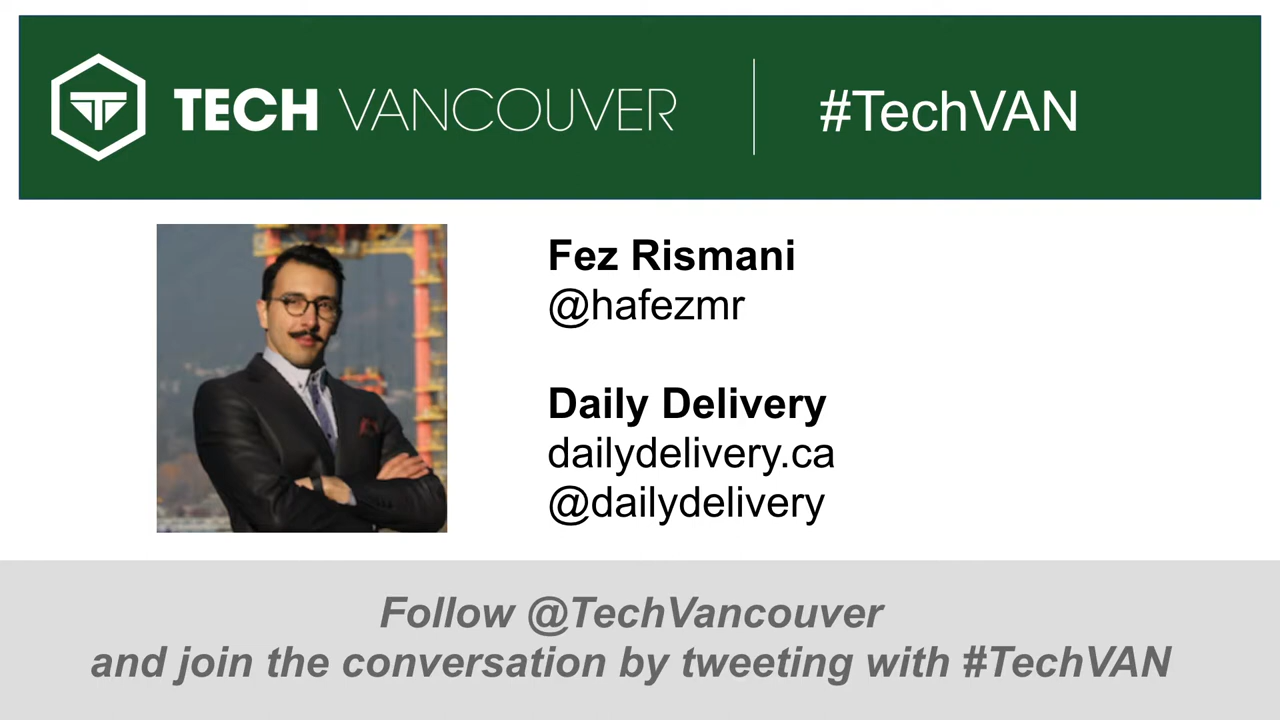 TECH VANCOUVER
#TechVAN
Fez Rismani
@hafezmr
Daily Delivery
dailydelivery.ca
@dailydelivery
Follow @TechVancouver
and join the conversation by tweeting with #TechVAN